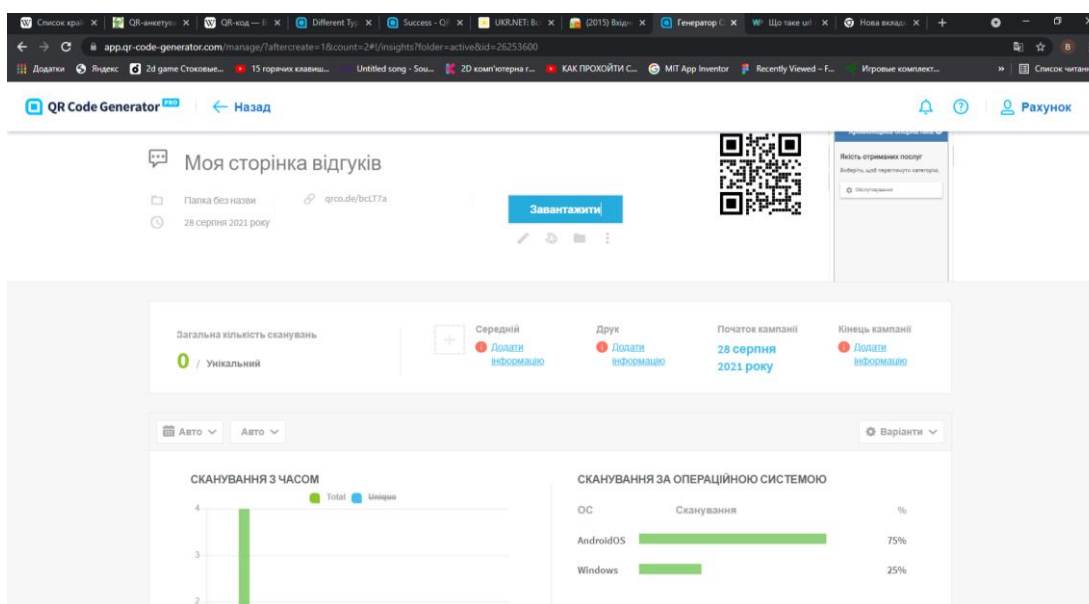 Список краї
QR-анкетув
QR-код — В
Different Typ
Success - QR
UKR.NET: Вс
(2015) Вхідн
Генератор С
Що таке url
Нова вкладк
app.qr-code-generator.com/manage/?aftercreate=1&count=2#!/insights?folder=active&id=26253600
B
Додатки
Яндекс
2d game Стоковые...
15 горячих клавиш...
Untitled song - Sou...
2D комп'ютерна г...
КАК ПРОХОЙТИ С...
MIT App Inventor
Recently Viewed – F...
Игровые комплект...
»
Список читанн
QR Code Generator PRO
Назад
Рахунок
Моя сторінка відгуків
Папка без назви
qrco.de/bcLT7a
28 серпня 2021 року
Завантажити
Якість отриманих послуг
Виберіть, щоб переглянути категорію.
Обслуговування
Загальна кількість сканувань
0 / Унікальний
Середній
Додати
інформацію
Друк
Додати
інформацію
Початок кампанії
28 серпня
2021 року
Кінець кампанії
Додати
інформацію
Авто
Авто
Варіанти
СКАНУВАННЯ З ЧАСОМ
Total
Unique
4
3
2
СКАНУВАННЯ ЗА ОПЕРАЦІЙНОЮ СИСТЕМОЮ
ОС Сканування %
AndroidOS 75%
Windows 25%